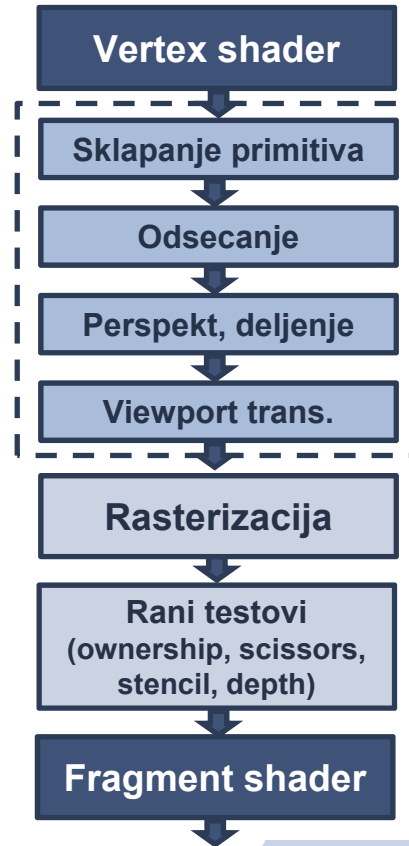 Vertex shader
Sklapanje primitiva
Odsecanje
Perspekt, deljenje
Viewport trans.
Rasterizacija
Rani testovi
(ownership, scissors,
stencil, depth)
Fragment shader